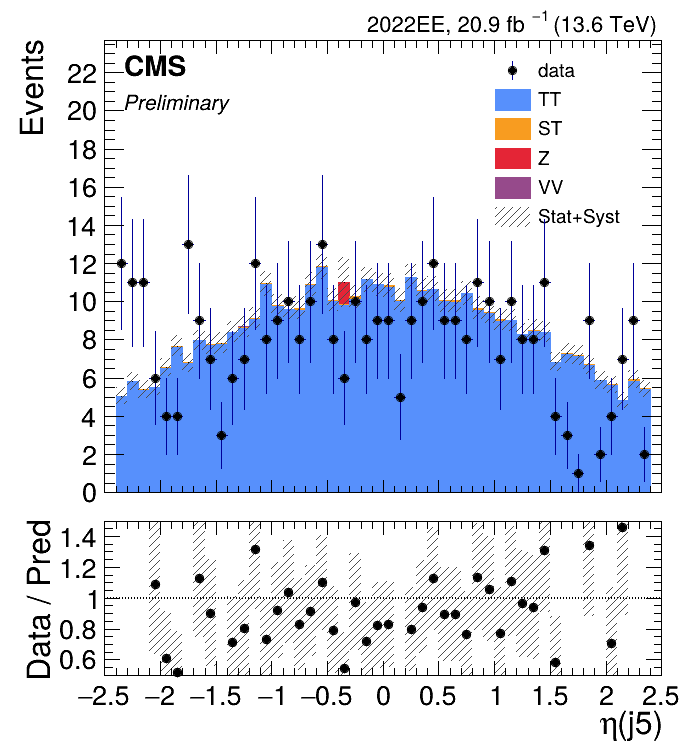 2022EE, 20.9 fb⁻¹ (13.6 TeV)
Events
CMS
Preliminary
data
TT
ST
Z
VV
Stat+Syst
22
20
18
16
14
12
10
8
6
4
2
0
Data / Pred
1.4
1.2
1
0.8
0.6
−2.5 −2 −1.5 −1 −0.5 0 0.5 1 1.5 2 2.5
η(j5)